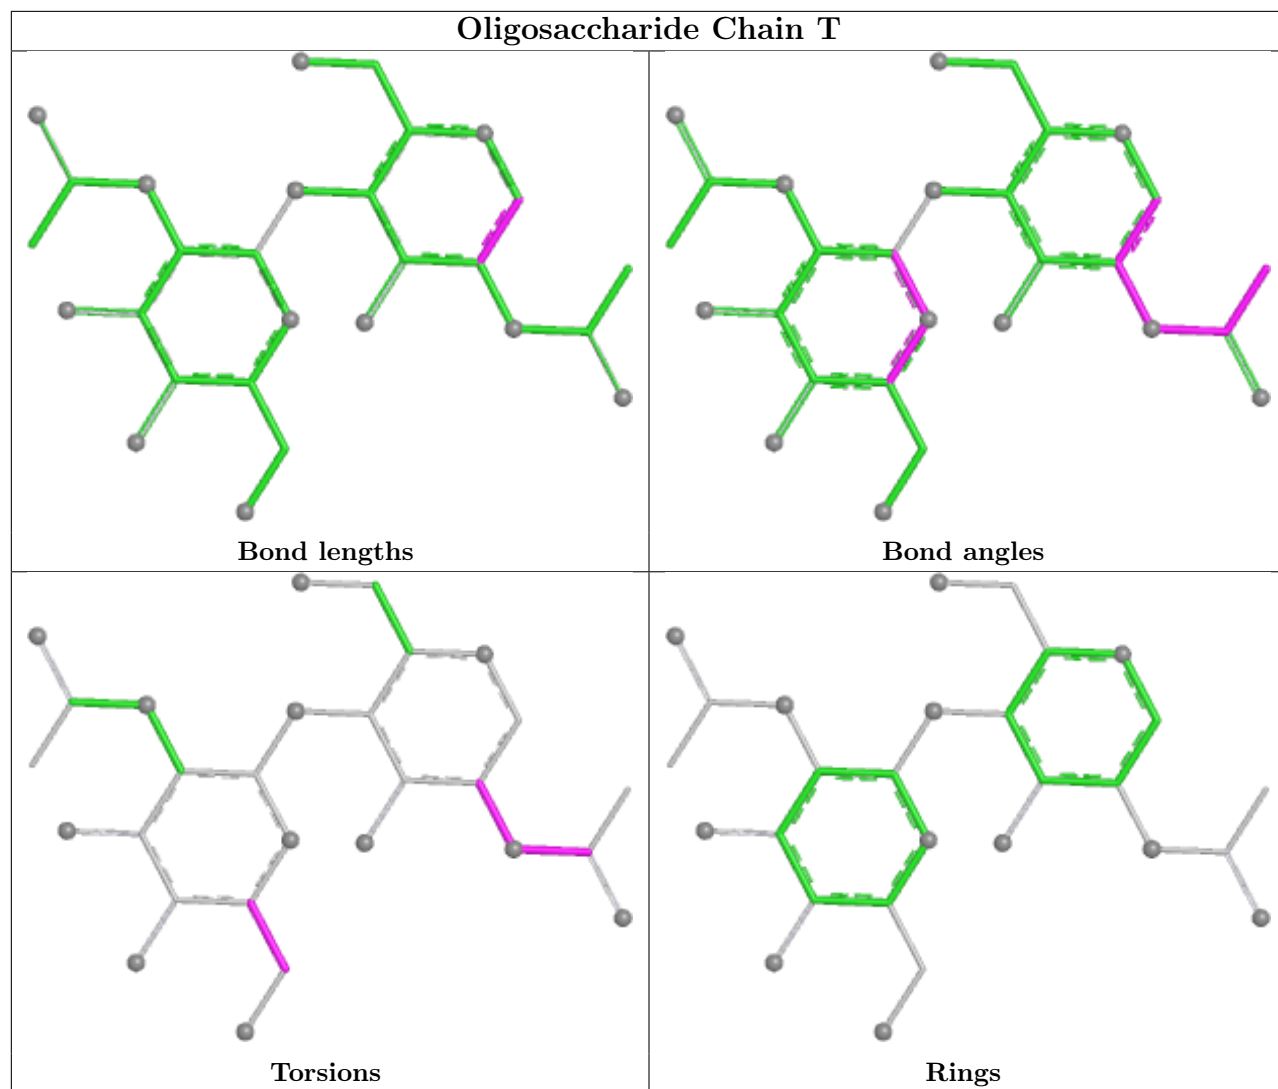 Oligosaccharide Chain T
Bond lengths
Bond angles
Torsions
Rings